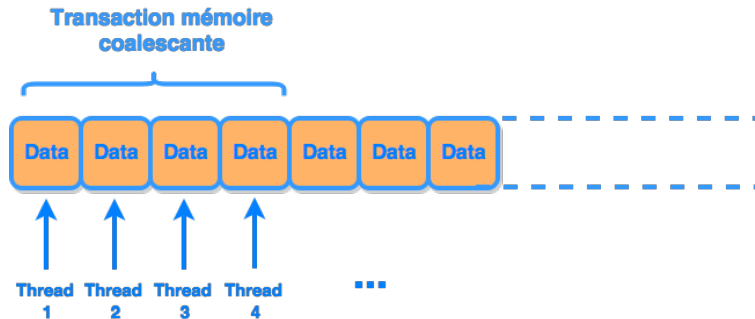 Transaction mémoire
coalescante
Data Data Data Data Data Data Data
Thread Thread Thread Thread ...
1 2 3 4